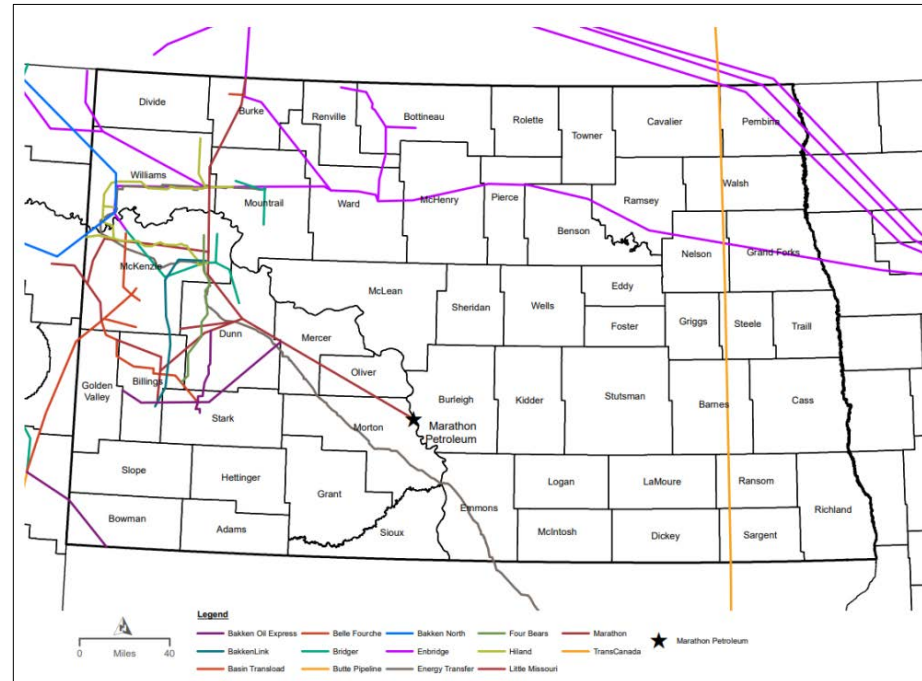 Divide
Burke
Renville
Bottineau
Rolette
Towner
Cavalier
Pembina
Williams
Mountrail
Ward
McHenry
Pierce
Benson
Ramsey
Walsh
Nelson
Grand Forks
McKenzie
McLean
Sheridan
Wells
Eddy
Foster
Griggs
Steele
Traill
Dunn
Mercer
Oliver
Golden
Valley
Billings
Stark
Morton
Burleigh
Kidder
Stutsman
Barnes
Cass
Marathon
Petroleum
Slope
Hettinger
Grant
Sioux
Emmons
Logan
LaMoure
Ransom
Richland
Bowman
Adams
McIntosh
Dickey
Sargent
Legend
Bakken Oil Express
Belle Fourche
Bakken North
Four Bears
Marathon
Marathon Petroleum
BakkenLink
Bridger
Enbridge
Hiland
TransCanada
Basin Transload
Butte Pipeline
Energy Transfer
Little Missouri
0 40
Miles